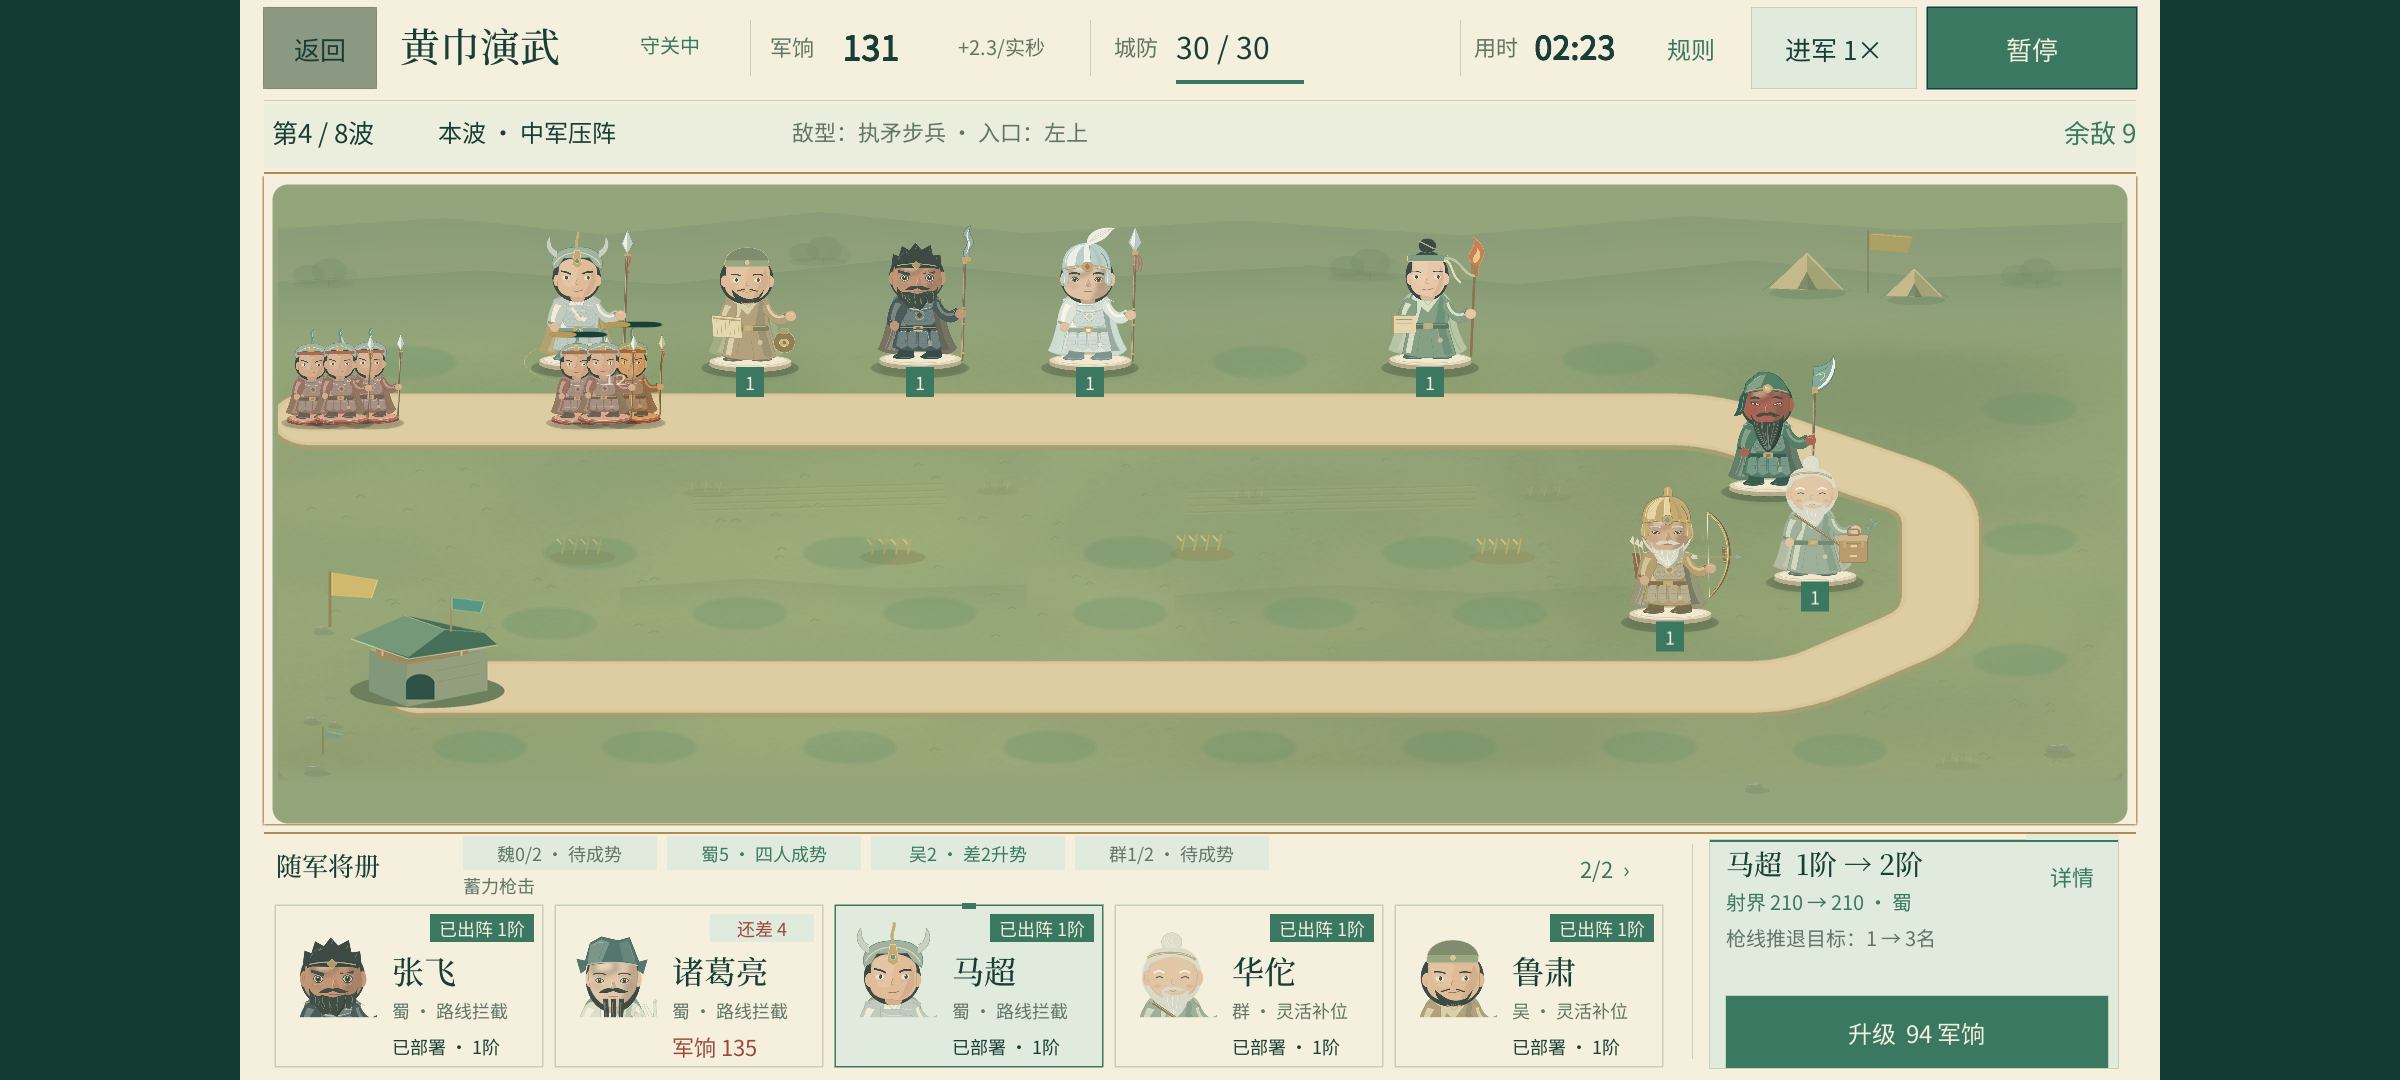 返回
黄巾演武
守关中
军饷 131 +2.3/实秒
城防 30 / 30
用时 02:23
规则
进军 1×
暂停
第4 / 8波
本波 · 中军压阵
敌型：执矛步兵 · 入口：左上
余敌 9
12
1
1
1
1
1
1
随军将册
魏0/2 · 待成势
蜀5 · 四人成势
吴2 · 差2升势
群1/2 · 待成势
蓄力枪击
2/2 ›
已出阵 1阶
张飞
蜀 · 路线拦截
已部署 · 1阶
还差 4
诸葛亮
蜀 · 路线拦截
军饷 135
已出阵 1阶
马超
蜀 · 路线拦截
已部署 · 1阶
已出阵 1阶
华佗
群 · 灵活补位
已部署 · 1阶
已出阵 1阶
鲁肃
吴 · 灵活补位
已部署 · 1阶
马超 1阶→2阶
详情
射界 210→210 · 蜀
枪线推退目标：1→3名
升级 94 军饷